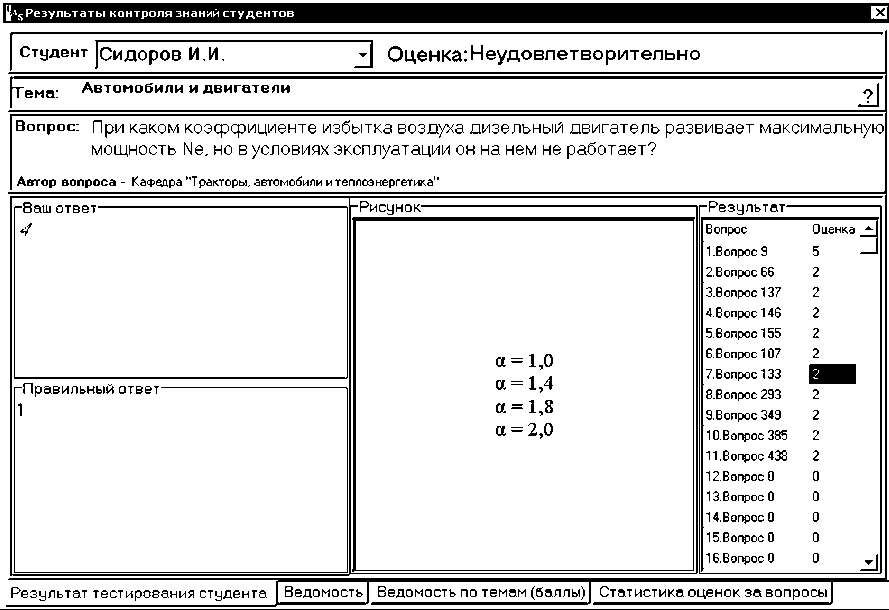 Результаты контроля знаний студентов
Студент Сидоров И.И. Оценка:Неудовлетворительно
Тема: Автомобили и двигатели
?
Вопрос: При каком коэффициенте избытка воздуха дизельный двигатель развивает максимальную
мощность Ne, но в условиях эксплуатации он на нем не работает?
Автор вопроса - Кафедра "Тракторы, автомобили и теплоэнергетика"
Ваш ответ
4
Правильный ответ
1
Рисунок
α = 1,0
α = 1,4
α = 1,8
α = 2,0
Результат
Вопрос Оценка
1.Вопрос 9 5
2.Вопрос 66 2
3.Вопрос 137 2
4.Вопрос 146 2
5.Вопрос 155 2
6.Вопрос 107 2
7.Вопрос 133 2
8.Вопрос 293 2
9.Вопрос 349 2
10.Вопрос 385 2
11.Вопрос 438 2
12.Вопрос 0 0
13.Вопрос 0 0
14.Вопрос 0 0
15.Вопрос 0 0
16.Вопрос 0 0
Результат тестирования студента Ведомость Ведомость по темам (баллы) Статистика оценок за вопросы